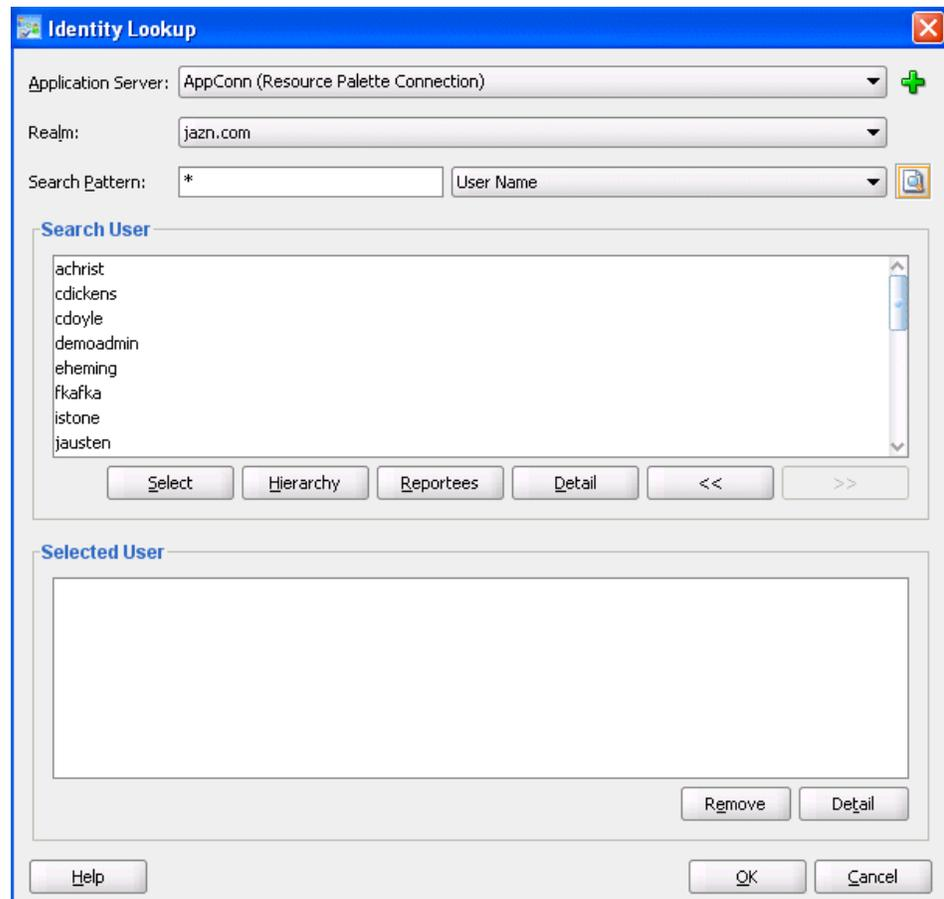 Identity Lookup
Application Server: AppConn (Resource Palette Connection)
Realm: jazn.com
Search Pattern: * User Name
Search User
achrist
cdickens
cdoyle
demoadmin
eheming
fkafka
istone
jausten
Select Hierarchy Reportees Detail << >>
Selected User
Remove Detail
Help OK Cancel